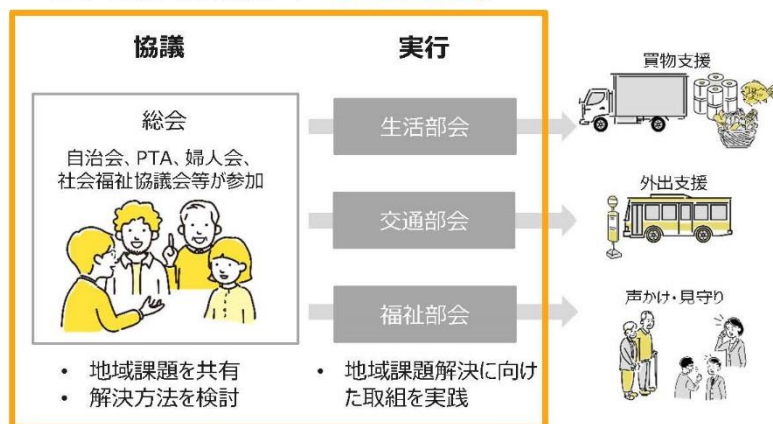 協議
実行
総会
自治会、PTA、婦人会、
社会福祉協議会等が参加
生活部会
交通部会
福祉部会
• 地域課題を共有
• 解決方法を検討
• 地域課題解決に向け
た取組を実践
買物支援
外出支援
声かけ・見守り